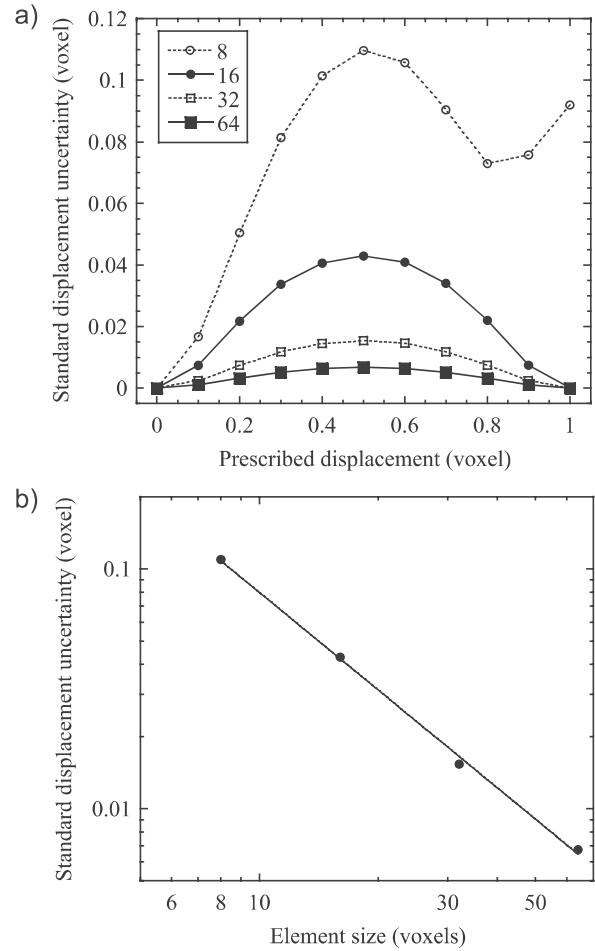 a)
Standard displacement uncertainty (voxel)
0.12
0.1
0.08
0.06
0.04
0.02
0
8
16
32
64
0 0.2 0.4 0.6 0.8 1
Prescribed displacement (voxel)
b)
Standard displacement uncertainty (voxel)
0.1
0.01
6 8 10 30 50
Element size (voxels)